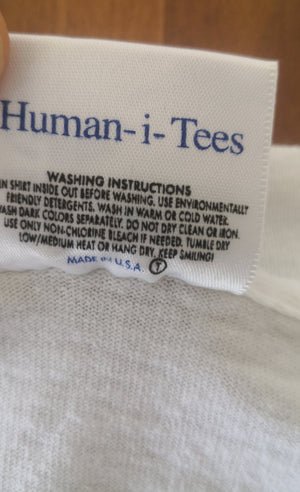 Human-i-Tees
WASHING INSTRUCTIONS
SHIRT INSIDE OUT BEFORE WASHING. USE ENVIRONMENTALLY
FRIENDLY DETERGENTS. WASH IN WARM OR COLD WATER.
DARK COLORS SEPARATELY. DO NOT DRY CLEAN OR IRON.
USE ONLY NON-CHLORINE BLEACH IF NEEDED. TUMBLE DRY
LOW/MEDIUM HEAT OR HANG DRY. KEEP SMILING!
MADE IN U.S.A. T